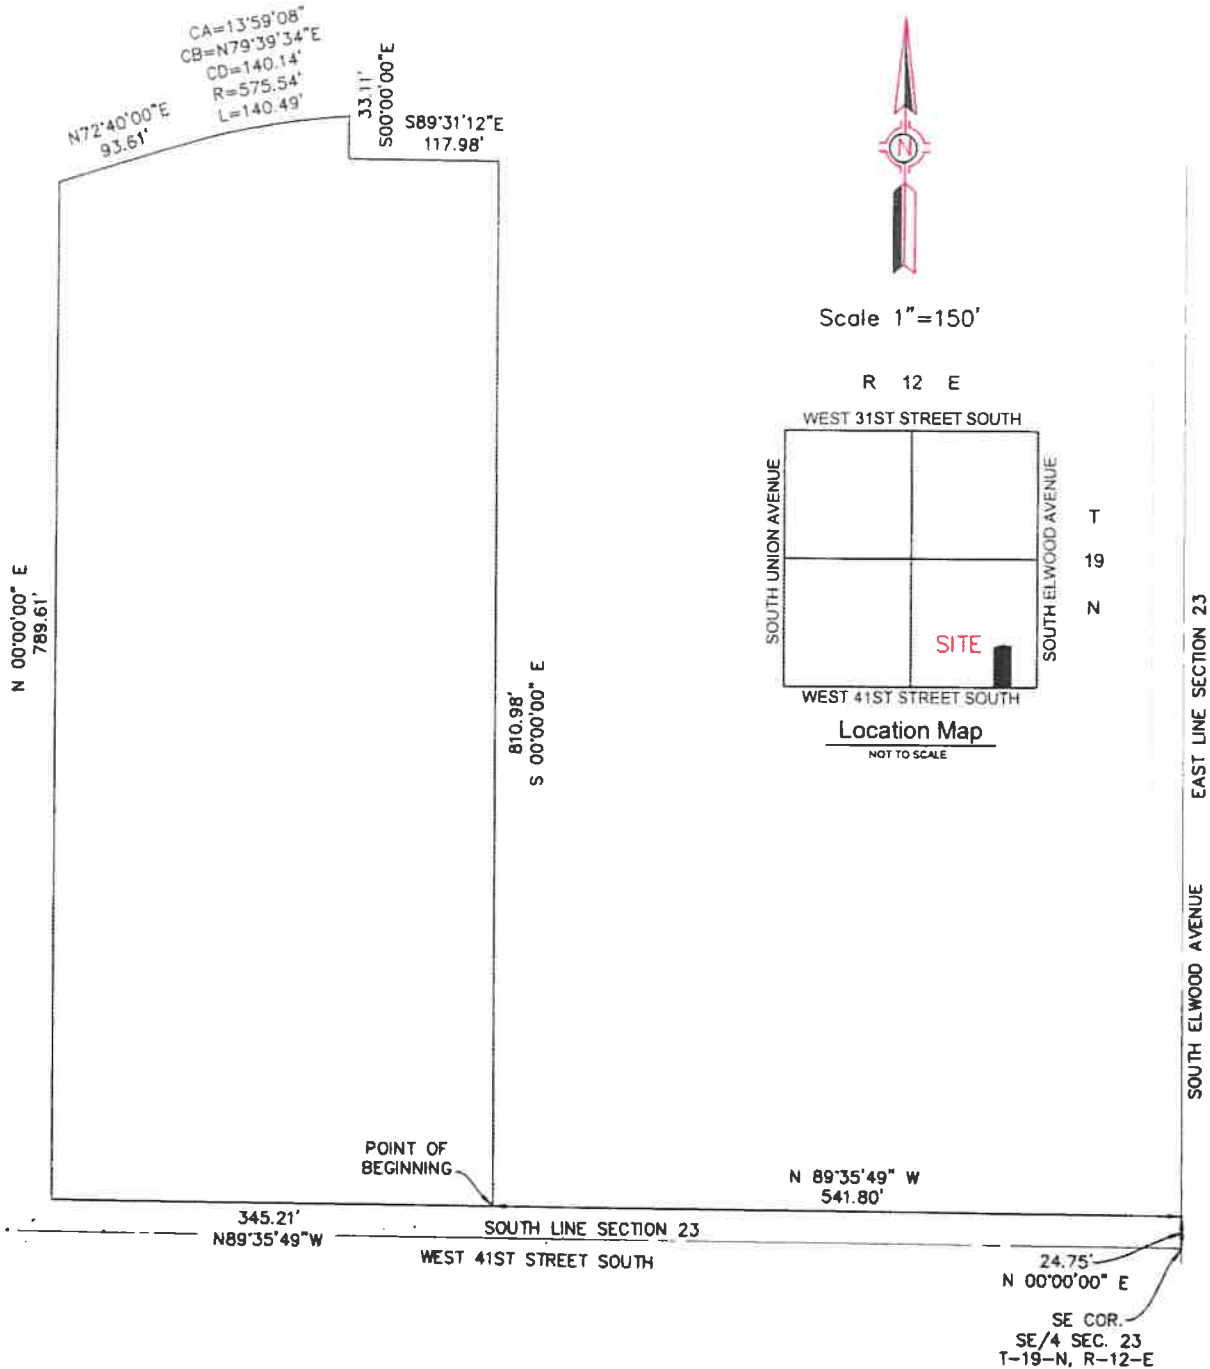 CA=13°59'08"
CB=N79°39'34"E
CD=140.14'
R=575.54'
L=140.49'
N72°40'00"E
93.61'
33.11'
S00°00'00"E
S89°31'12"E
117.98'
N
Scale 1"=150'
R 12 E
WEST 31ST STREET SOUTH
SOUTH UNION AVENUE
SOUTH ELWOOD AVENUE
T
19
N
SITE
WEST 41ST STREET SOUTH
Location Map
NOT TO SCALE
N 00°00'00" E
789.61'
810.98'
S 00°00'00" E
EAST LINE SECTION 23
SOUTH ELWOOD AVENUE
POINT OF
BEGINNING
N 89°35'49" W
541.80'
345.21'
N89°35'49"W
SOUTH LINE SECTION 23
WEST 41ST STREET SOUTH
24.75'
N 00°00'00" E
SE COR.
SE/4 SEC. 23
T-19-N, R-12-E